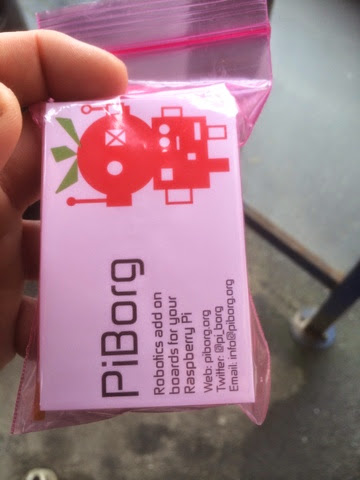 PiBorg
Robotics add on
boards for your
Raspberry Pi
Web: piborg.org
Twitter: @pi_borg
Email: info@piborg.org